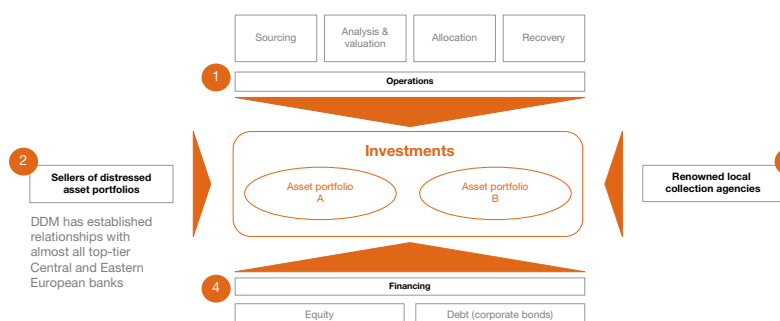 Sourcing
Analysis &
valuation
Allocation
Recovery
1
Operations
2
Sellers of distressed
asset portfolios
DDM has established
relationships with
almost all top-tier
Central and Eastern
European banks
Investments
Asset portfolio
A
Asset portfolio
B
Renowned local
collection agencies
4
Financing
Equity
Debt (corporate bonds)